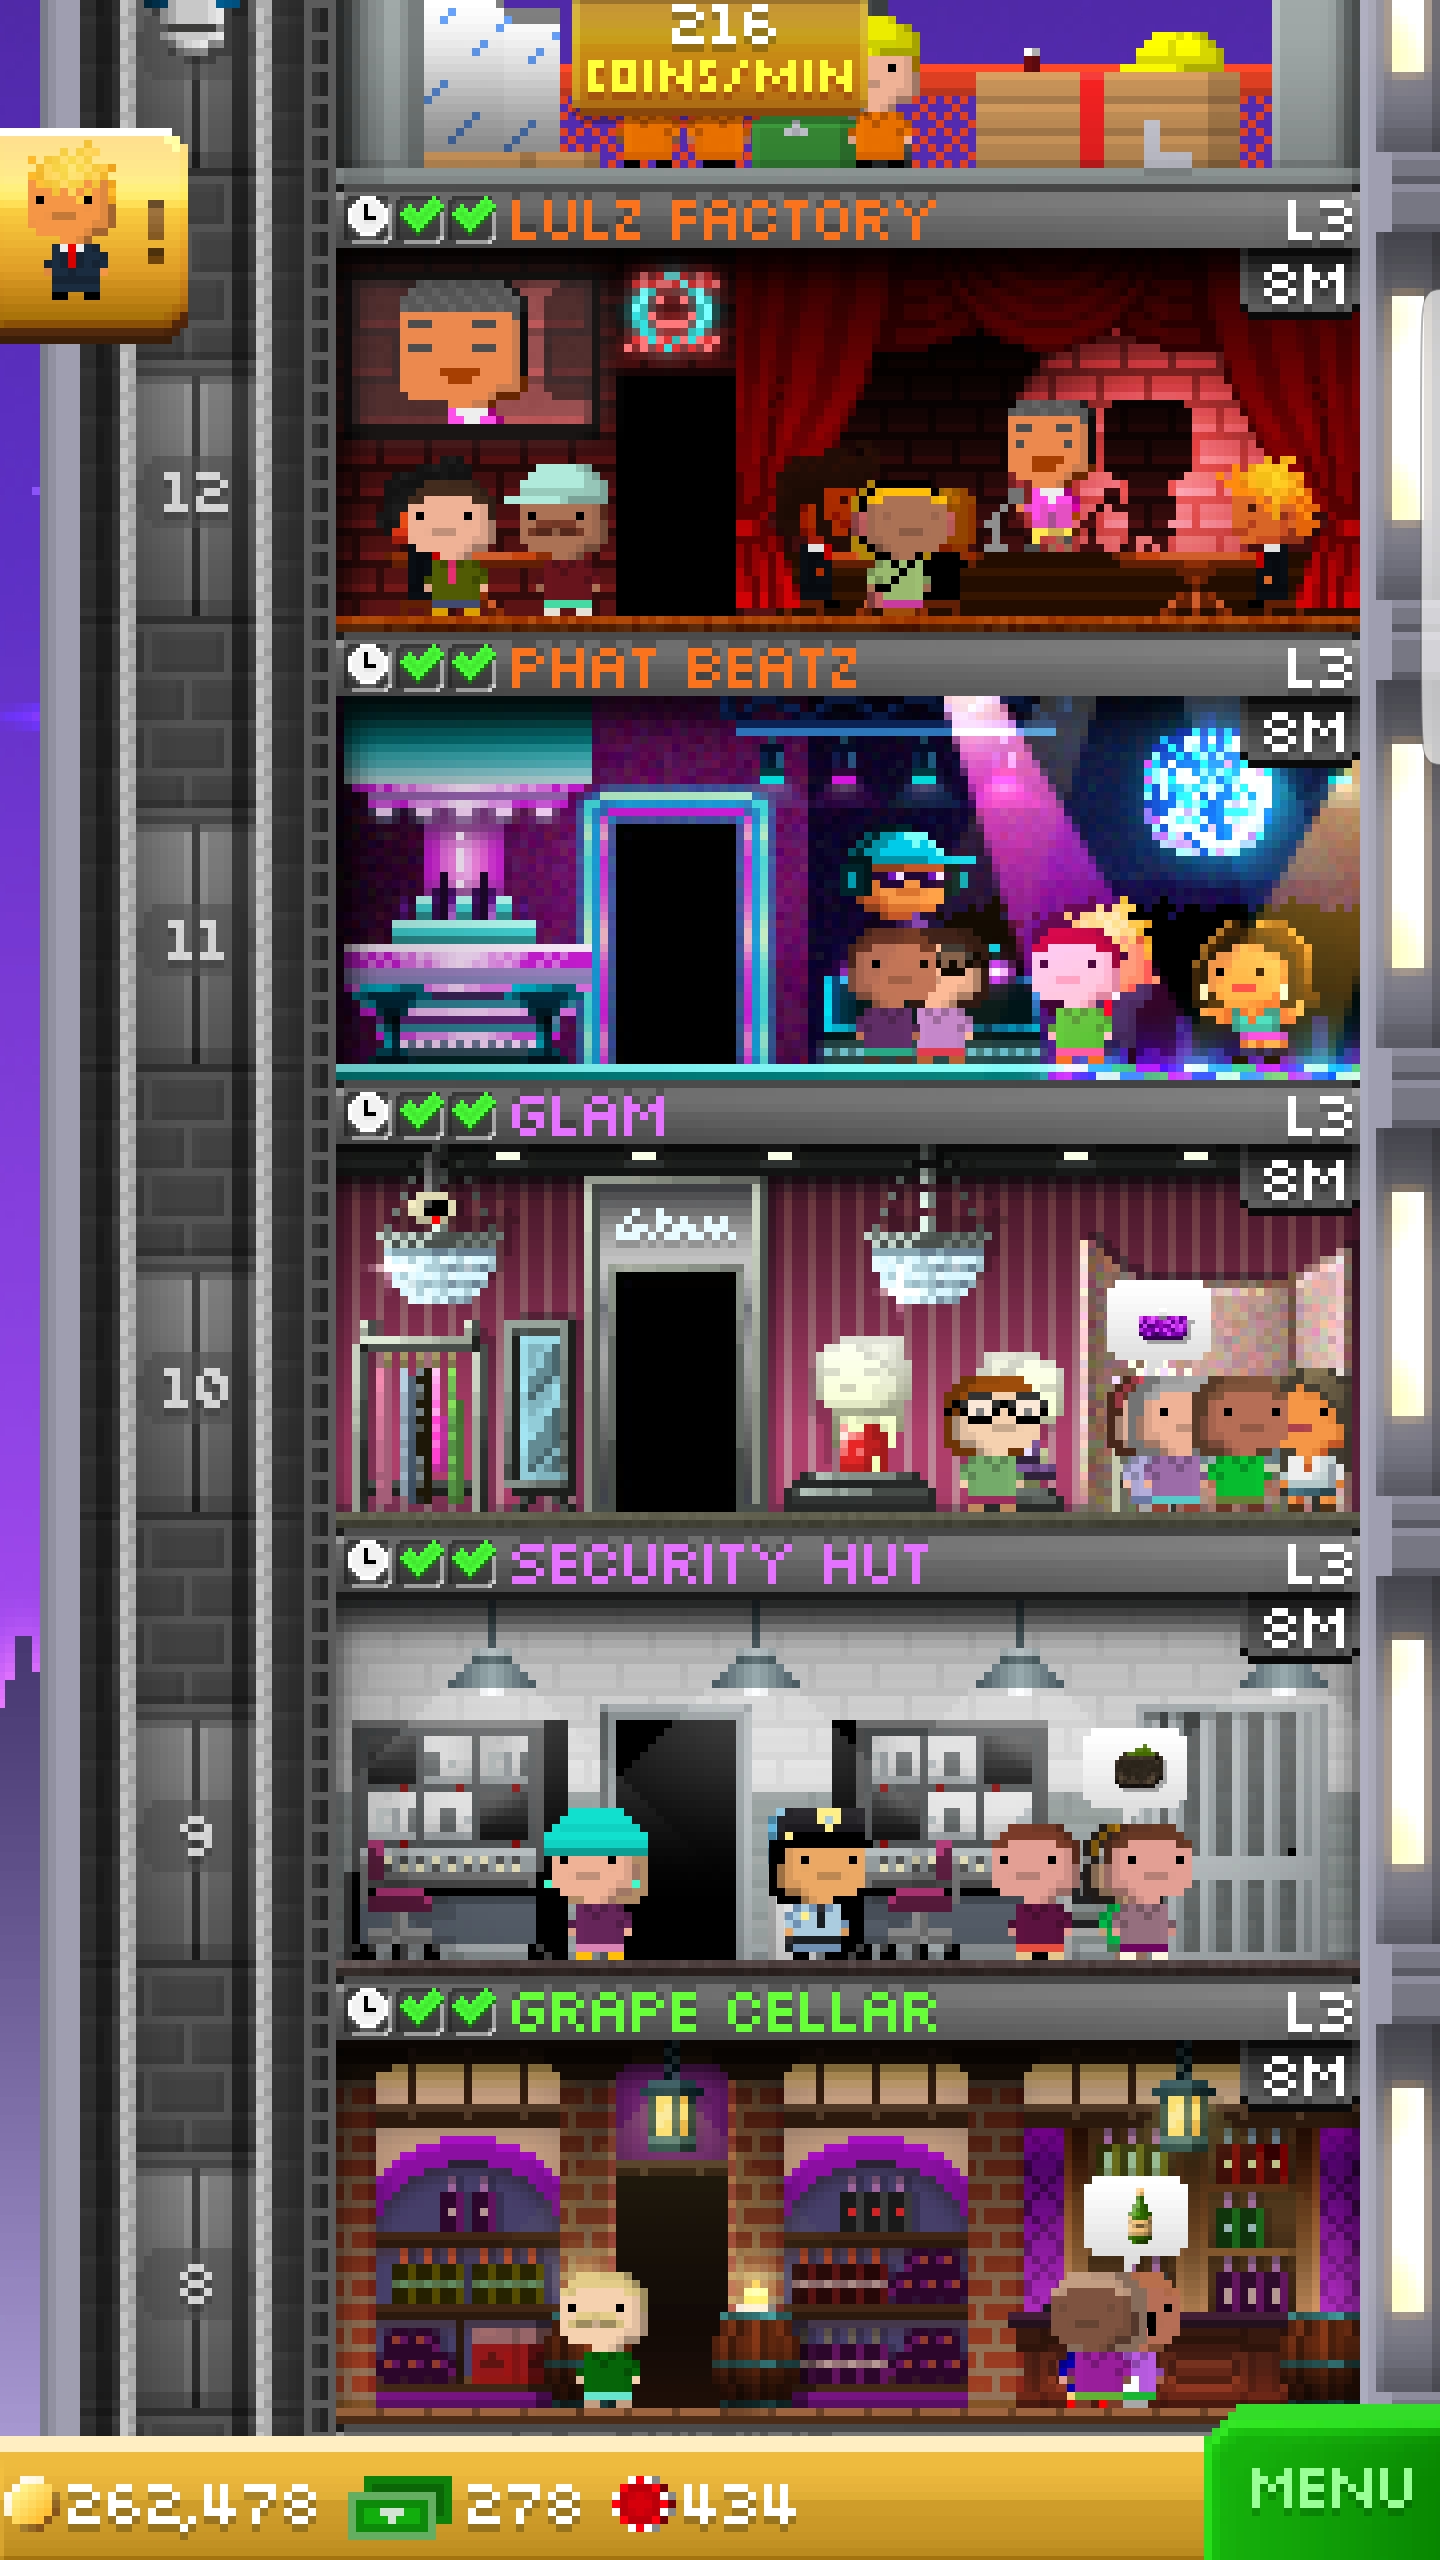 216
COINS/MIN
LULZ FACTORY L3
8M
12
PHAT BEATZ L3
8M
11
GLAM L3
8M
Glam
10
SECURITY HUT L3
8M
9
GRAPE CELLAR L3
8M
8
262,478 278 434
MENU